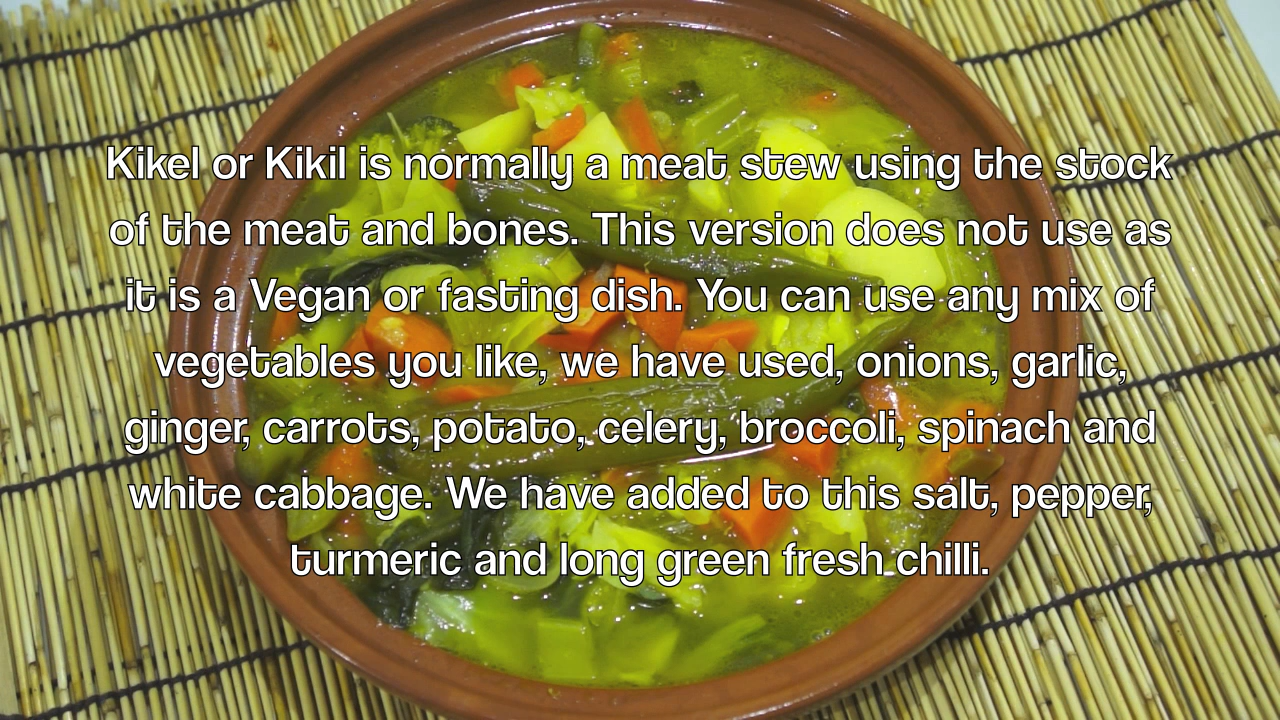 Kikel or Kikil is normally a meat stew using the stock
of the meat and bones. This version does not use as
it is a Vegan or fasting dish. You can use any mix of
vegetables you like, we have used, onions, garlic,
ginger, carrots, potato, celery, broccoli, spinach and
white cabbage. We have added to this salt, pepper,
turmeric and long green fresh chilli.